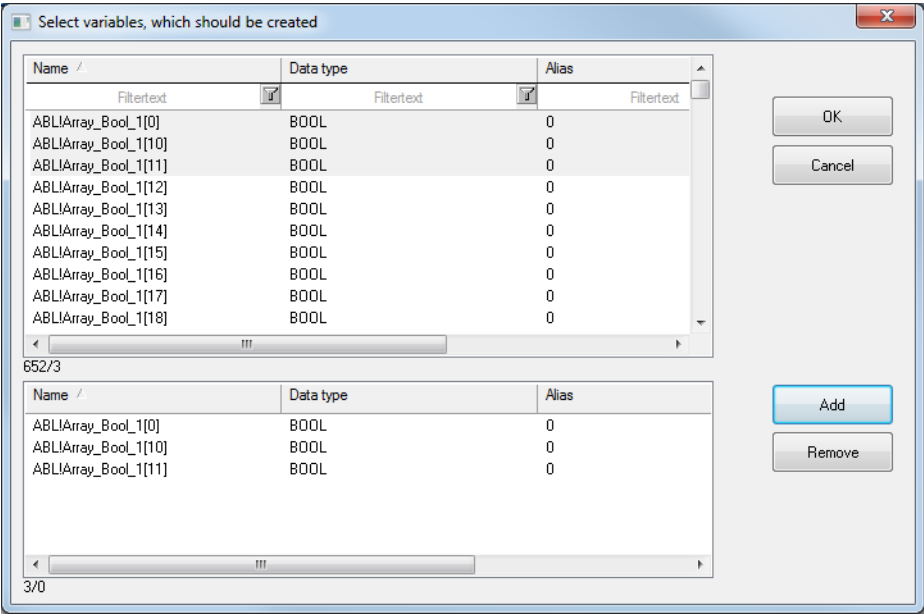 Select variables, which should be created
Name Data type Alias
Filtertext Filtertext Filtertext
ABL!Array_Bool_1[0] BOOL 0
ABL!Array_Bool_1[10] BOOL 0
ABL!Array_Bool_1[11] BOOL 0
ABL!Array_Bool_1[12] BOOL 0
ABL!Array_Bool_1[13] BOOL 0
ABL!Array_Bool_1[14] BOOL 0
ABL!Array_Bool_1[15] BOOL 0
ABL!Array_Bool_1[16] BOOL 0
ABL!Array_Bool_1[17] BOOL 0
ABL!Array_Bool_1[18] BOOL 0
652/3
OK
Cancel
Name Data type Alias
ABL!Array_Bool_1[0] BOOL 0
ABL!Array_Bool_1[10] BOOL 0
ABL!Array_Bool_1[11] BOOL 0
3/0
Add
Remove